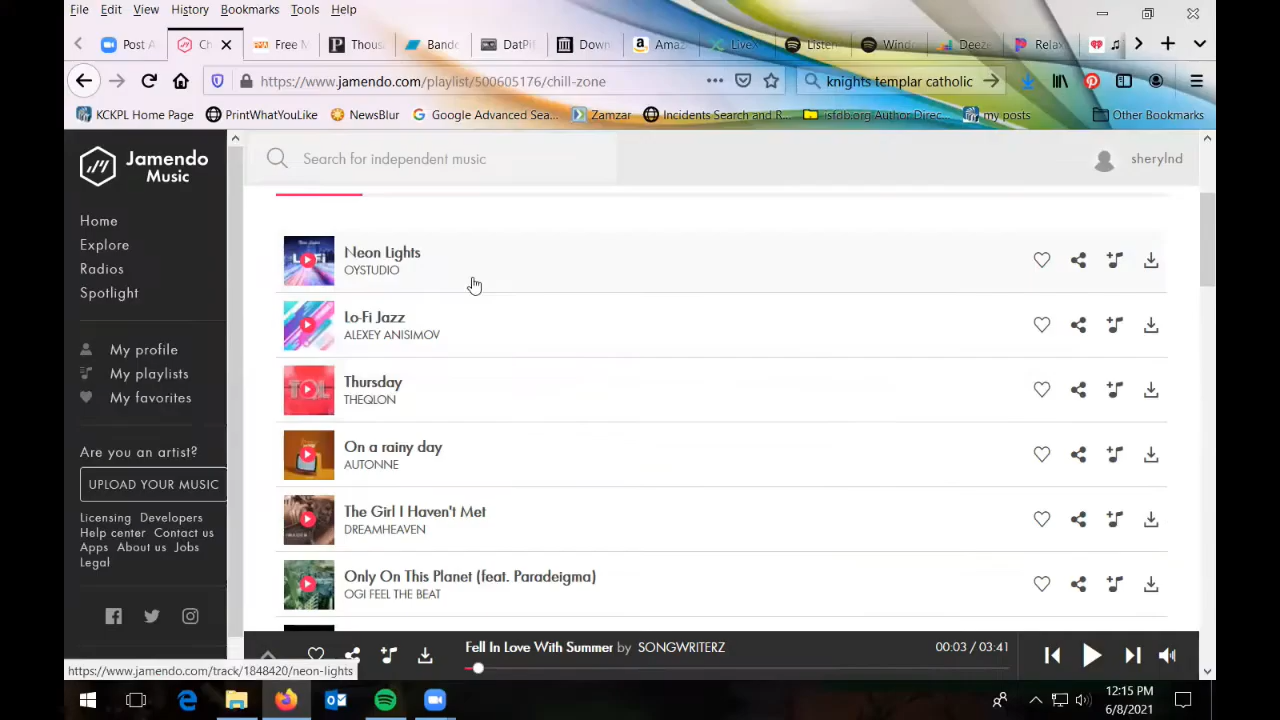 File Edit View History Bookmarks Tools Help
Post A Ch Free M Thous Band DatPif Down Amaz LiveX Listen Windo Deeze Relax
https://www.jamendo.com/playlist/500605176/chill-zone knights templar catholic
KCKPL Home Page PrintWhatYouLike NewsBlur Google Advanced Sea... Zamzar Incidents Search and R... isfdb.org Author Direc... my posts Other Bookmarks
Jamendo
Music
Search for independent music
sherylnd
Home
Explore
Radios
Spotlight
My profile
My playlists
My favorites
Are you an artist?
UPLOAD YOUR MUSIC
Licensing Developers
Help center Contact us
Apps About us Jobs
Legal
Neon Lights
OYSTUDIO
Lo-Fi Jazz
ALEXEY ANISIMOV
Thursday
THEQLON
On a rainy day
AUTONNE
The Girl I Haven't Met
DREAMHEAVEN
Only On This Planet (feat. Paradeigma)
OGI FEEL THE BEAT
Fell In Love With Summer by SONGWRITERZ
00:03 / 03:41
https://www.jamendo.com/track/1848420/neon-lights
12:15 PM
6/8/2021